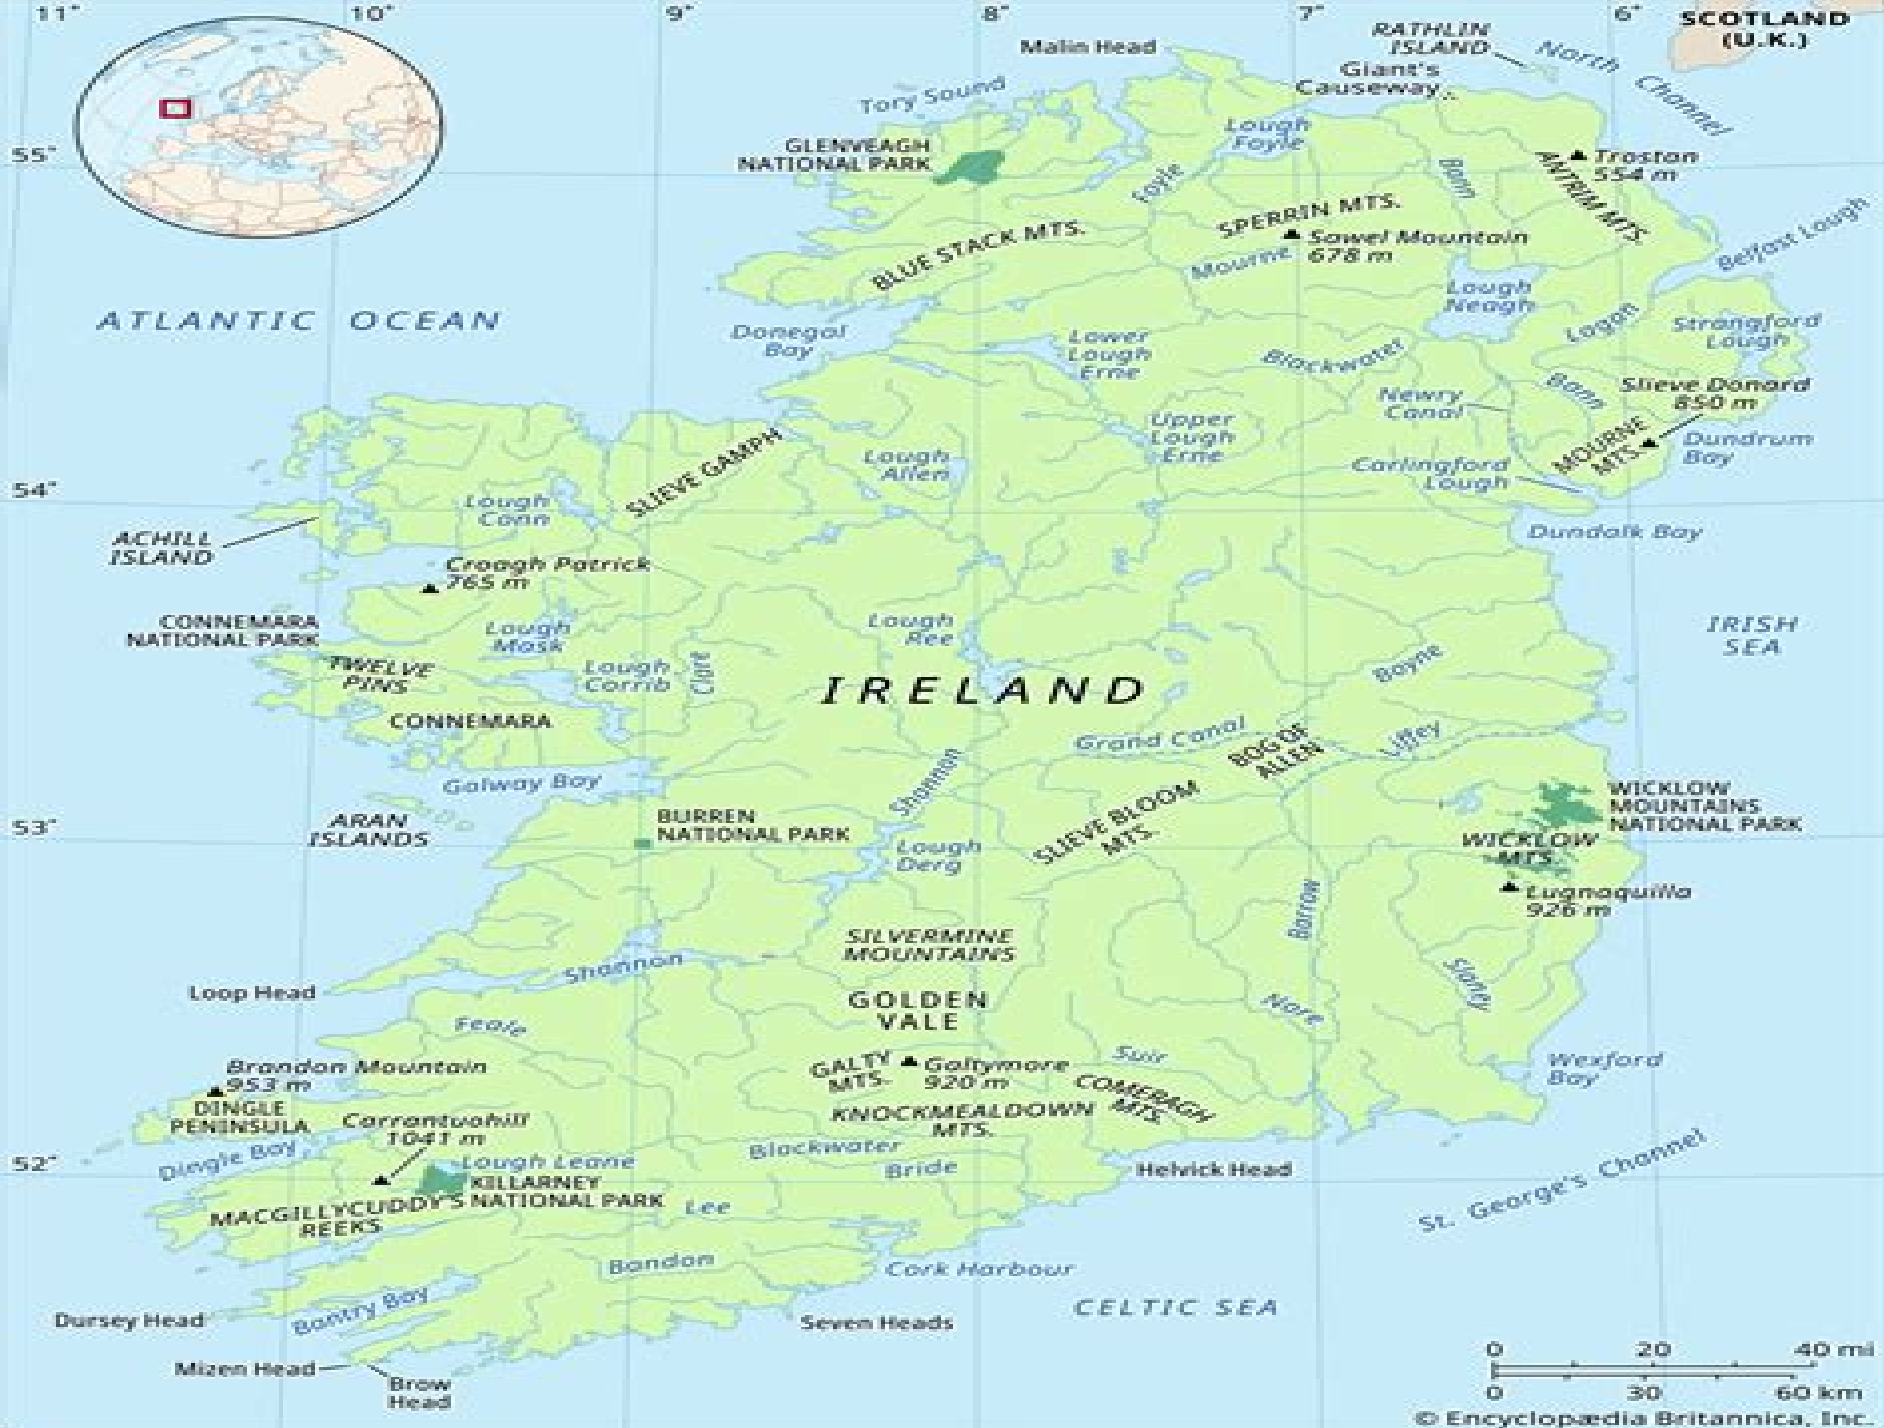 11°
10°
9°
8°
7°
6°
SCOTLAND
(U.K.)
RATHLIN
ISLAND
North Channel
Malin Head
Giant's
Causeway
Tory Sound
Lough
Foyle
55°
GLENVEAGH
NATIONAL PARK
Foyle
Bann
Trostan
554 m
ANTRIM MTS.
SPERRIN MTS.
Sawel Mountain
678 m
BLUE STACK MTS.
Mourne
Belfast Lough
Lough
Neagh
ATLANTIC OCEAN
Donegal
Bay
Lower
Lough
Erne
Blackwater
Lagan
Strangford
Lough
Newry
Canal
Bann
Slieve Donard
850 m
Upper
Lough
Erne
MOURNE
MTS.
Dundrum
Bay
SLIEVE GAMPH
Lough
Allen
Carlingford
Lough
54°
Lough
Conn
ACHILL
ISLAND
Dundalk Bay
Croagh Patrick
765 m
CONNEMARA
NATIONAL PARK
Lough
Mask
Lough
Ree
IRISH
SEA
TWELVE
PINS
Lough
Corrib
Clare
Boyne
IRELAND
CONNEMARA
Grand Canal
BOG OF
ALLEN
Liffey
Galway Bay
Shannon
WICKLOW
MOUNTAINS
NATIONAL PARK
ARAN
ISLANDS
53°
BURREN
NATIONAL PARK
SLIEVE BLOOM
MTS.
Lough
Derg
WICKLOW
MTS.
Lugnaquilla
926 m
Barrow
SILVERMINE
MOUNTAINS
Shannon
Loop Head
Slaney
GOLDEN
VALE
Nore
Feale
Brandon Mountain
953 m
GALTY
MTS.
Galtymore
920 m
Suir
Wexford
Bay
DINGLE
PENINSULA
Carrantuohill
1041 m
KNOCKMEALDOWN
MTS.
COMERAGH
MTS.
Dingle Bay
Blackwater
52°
Lough Leane
Bride
Helvick Head
St. George's Channel
KILLARNEY
NATIONAL PARK
MACGILLYCUDDY'S
REEKS
Lee
Bandon
Cork Harbour
Bantry Bay
CELTIC SEA
Dursey Head
Seven Heads
Mizen Head
Brow
Head
0 20 40 mi
0 30 60 km
© Encyclopædia Britannica, Inc.